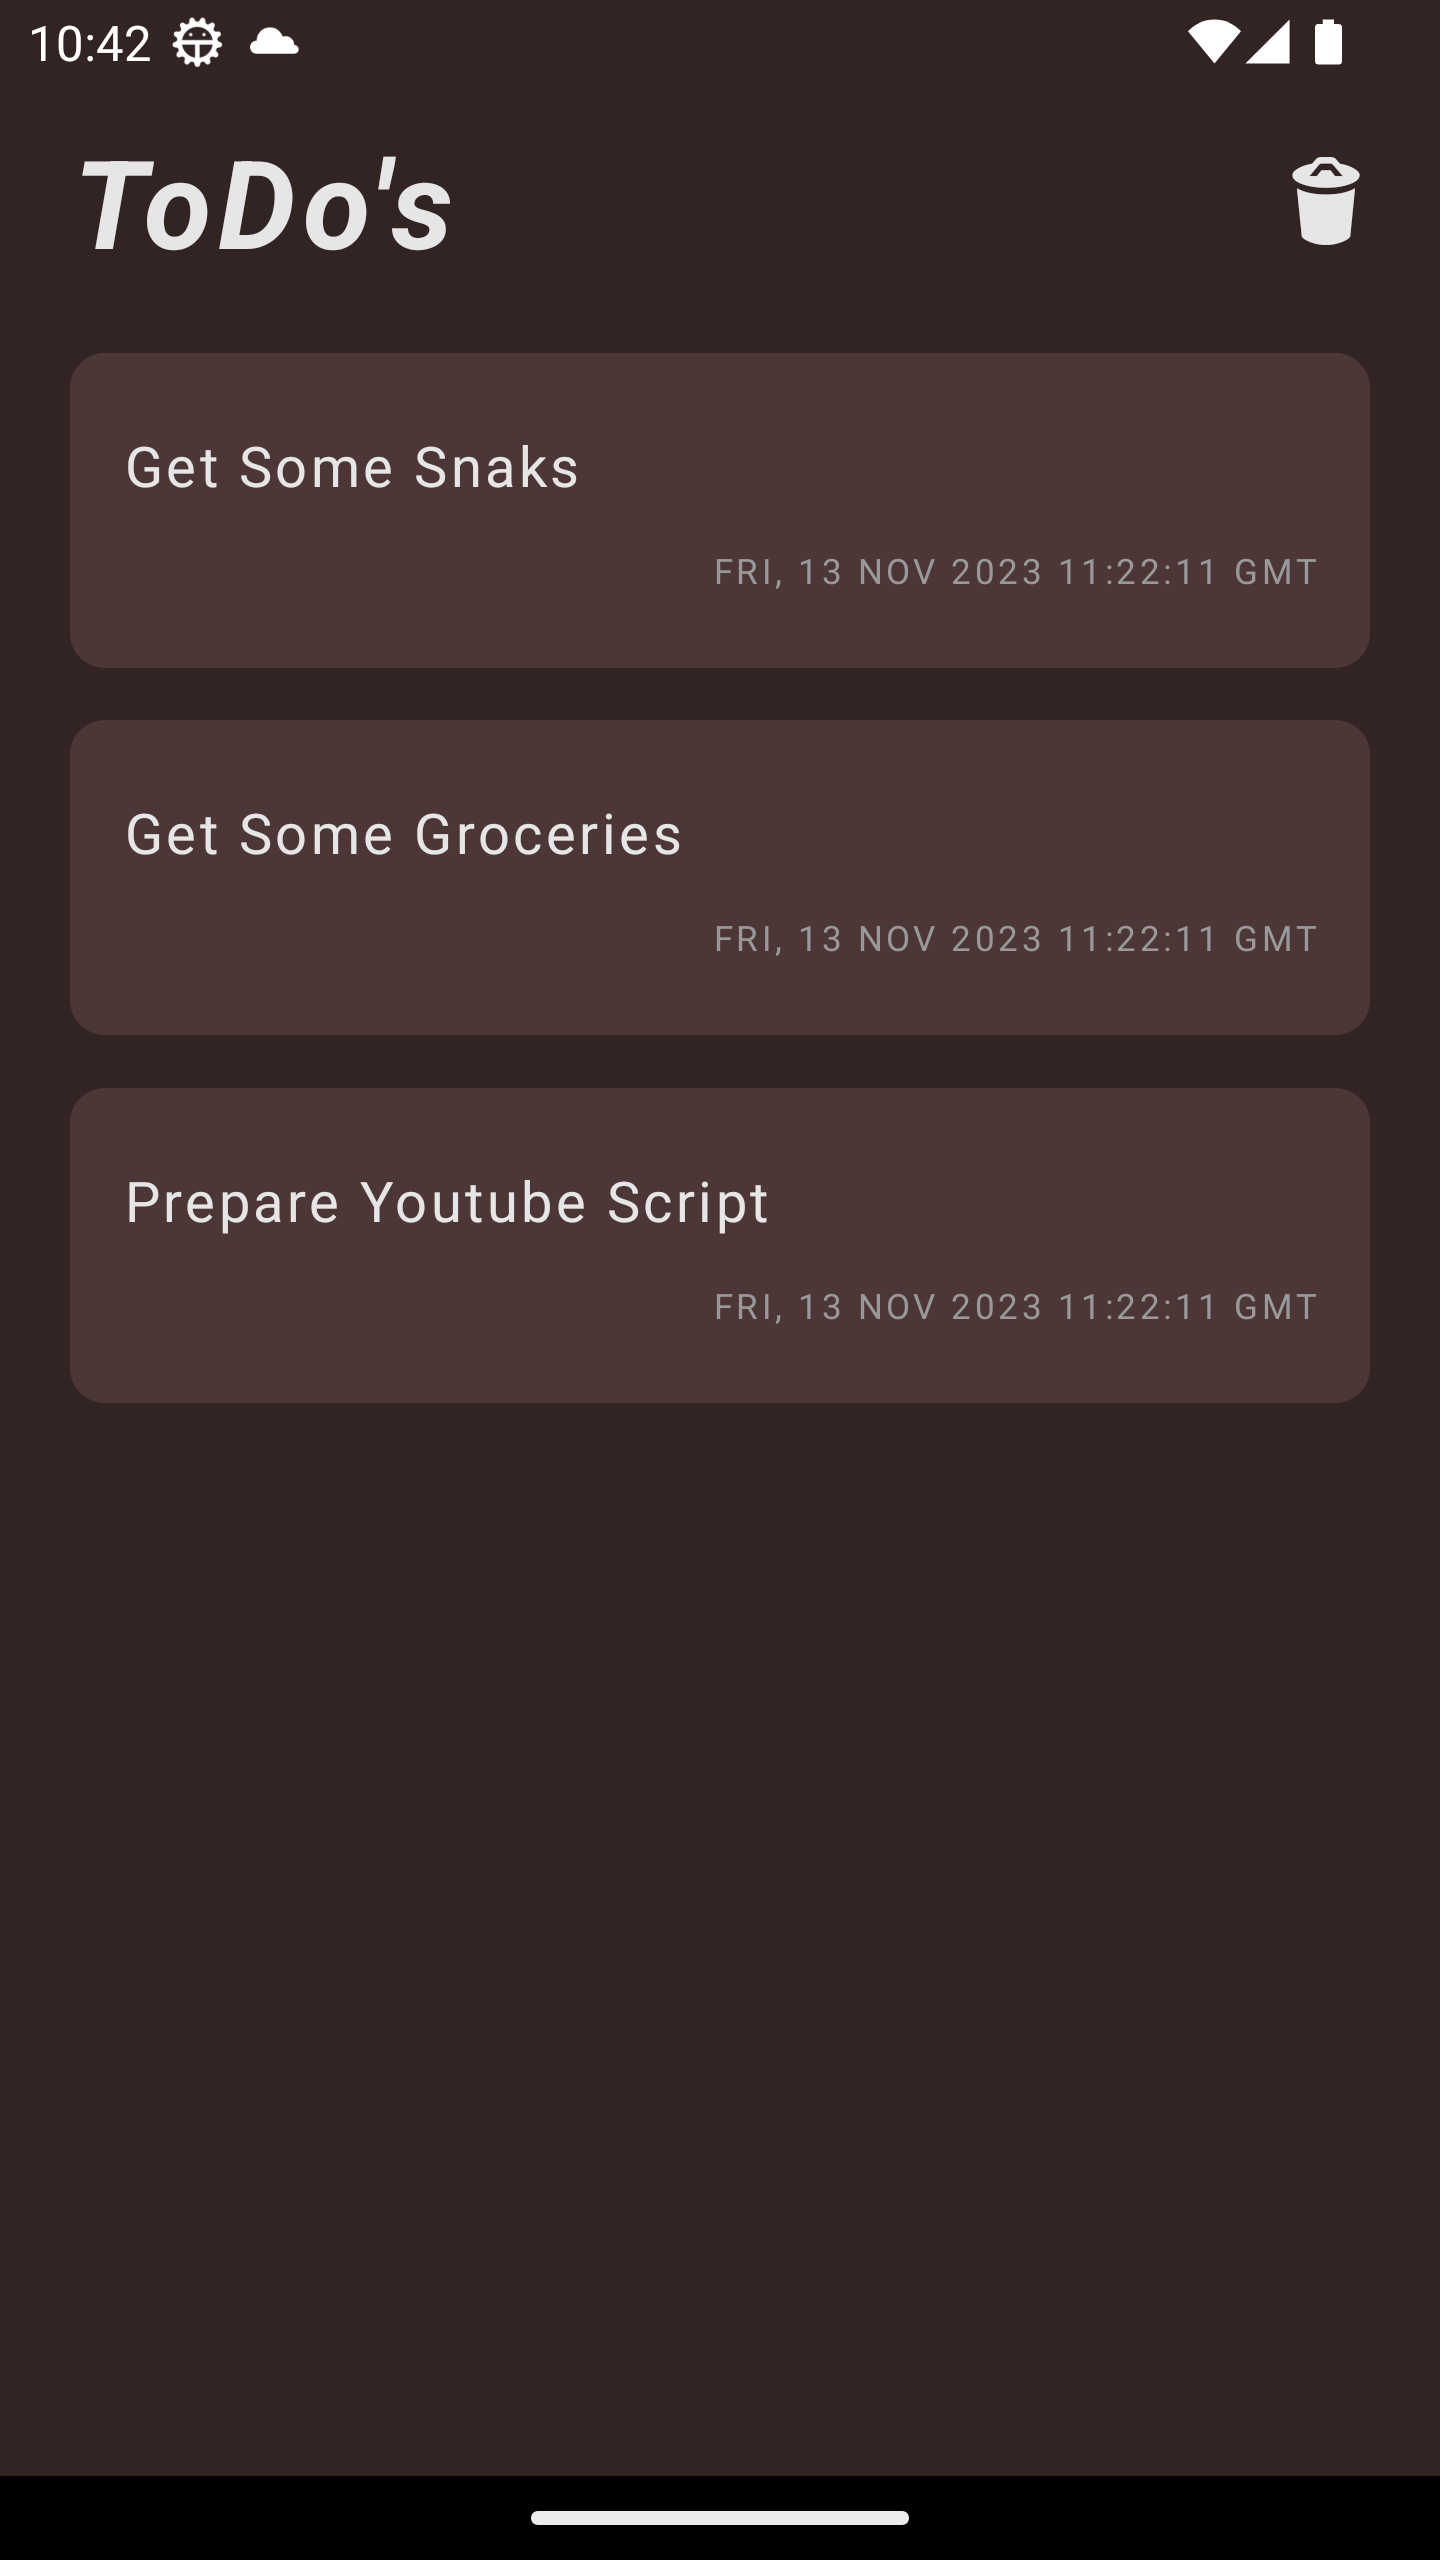 10:42
ToDo's
Get Some Snaks
FRI, 13 NOV 2023 11:22:11 GMT
Get Some Groceries
FRI, 13 NOV 2023 11:22:11 GMT
Prepare Youtube Script
FRI, 13 NOV 2023 11:22:11 GMT